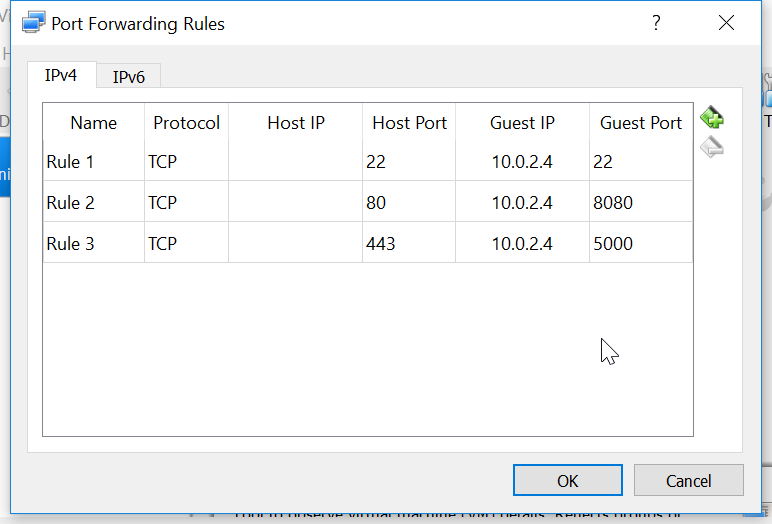 Port Forwarding Rules
?
IPv4 IPv6
Name Protocol Host IP Host Port Guest IP Guest Port
Rule 1 TCP 22 10.0.2.4 22
Rule 2 TCP 80 10.0.2.4 8080
Rule 3 TCP 443 10.0.2.4 5000
OK Cancel